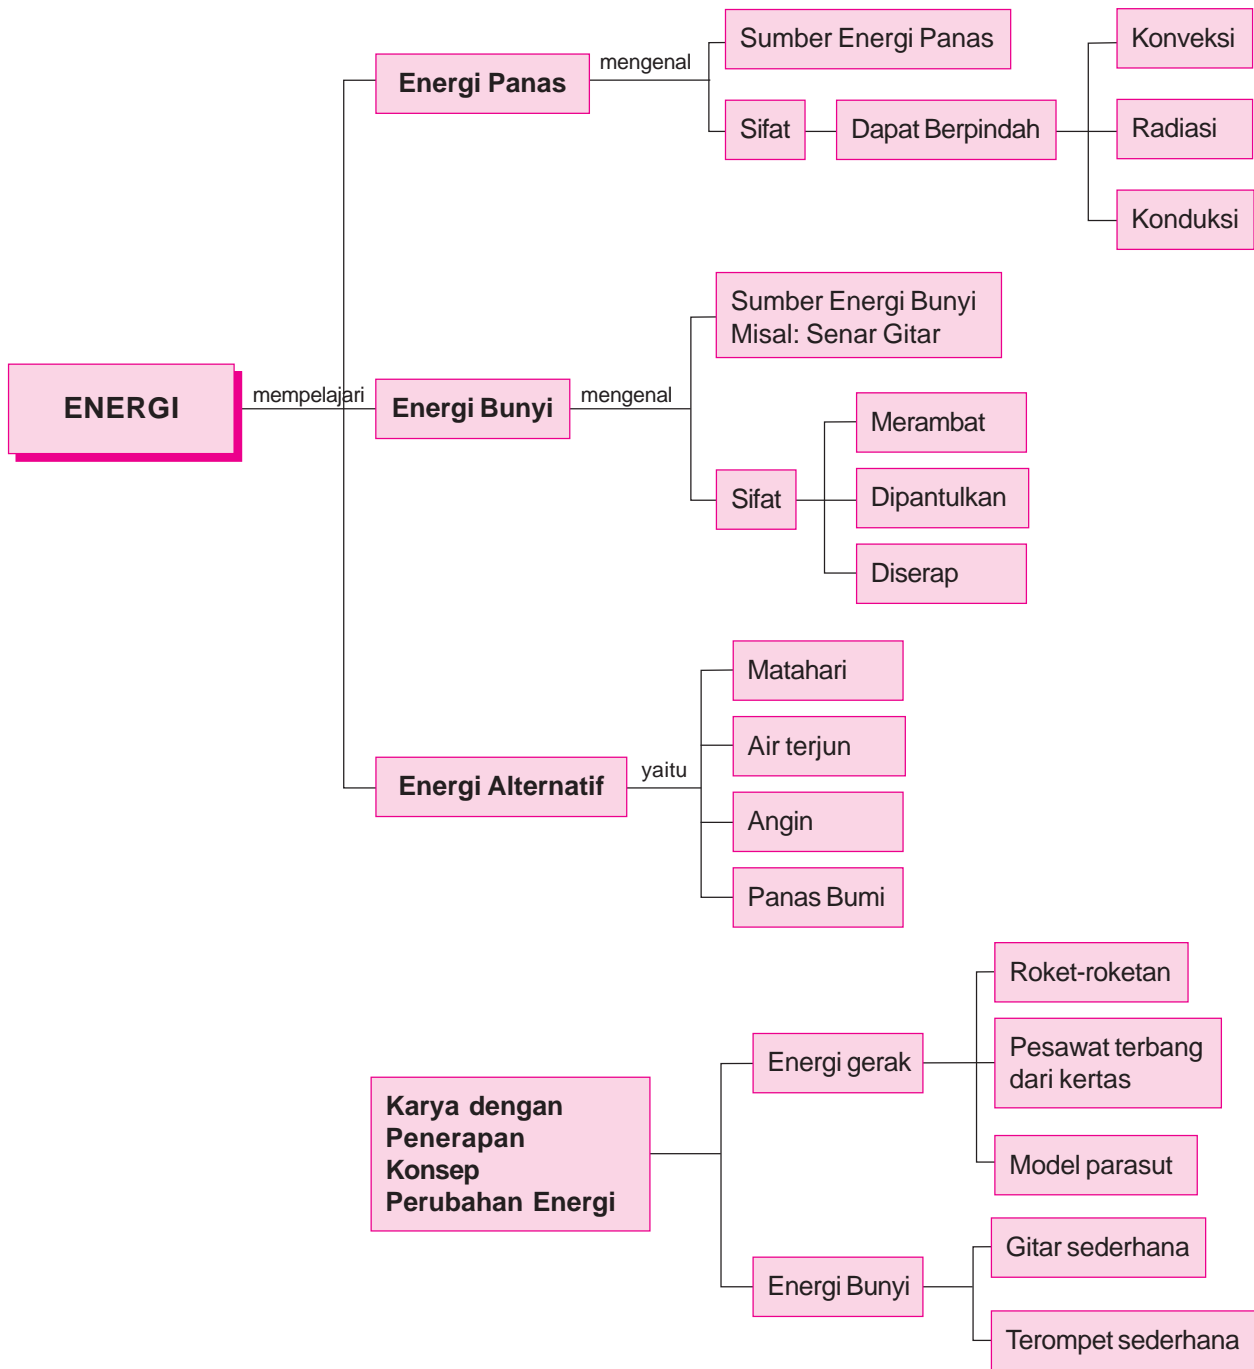 ENERGI
mempelajari
Energi Panas
mengenal
Sumber Energi Panas
Sifat
Dapat Berpindah
Konveksi
Radiasi
Konduksi
Energi Bunyi
mengenal
Sumber Energi Bunyi
Misal: Senar Gitar
Sifat
Merambat
Dipantulkan
Diserap
Energi Alternatif
yaitu
Matahari
Air terjun
Angin
Panas Bumi
Karya dengan
Penerapan
Konsep
Perubahan Energi
Energi gerak
Roket-roketan
Pesawat terbang
dari kertas
Model parasut
Energi Bunyi
Gitar sederhana
Terompet sederhana